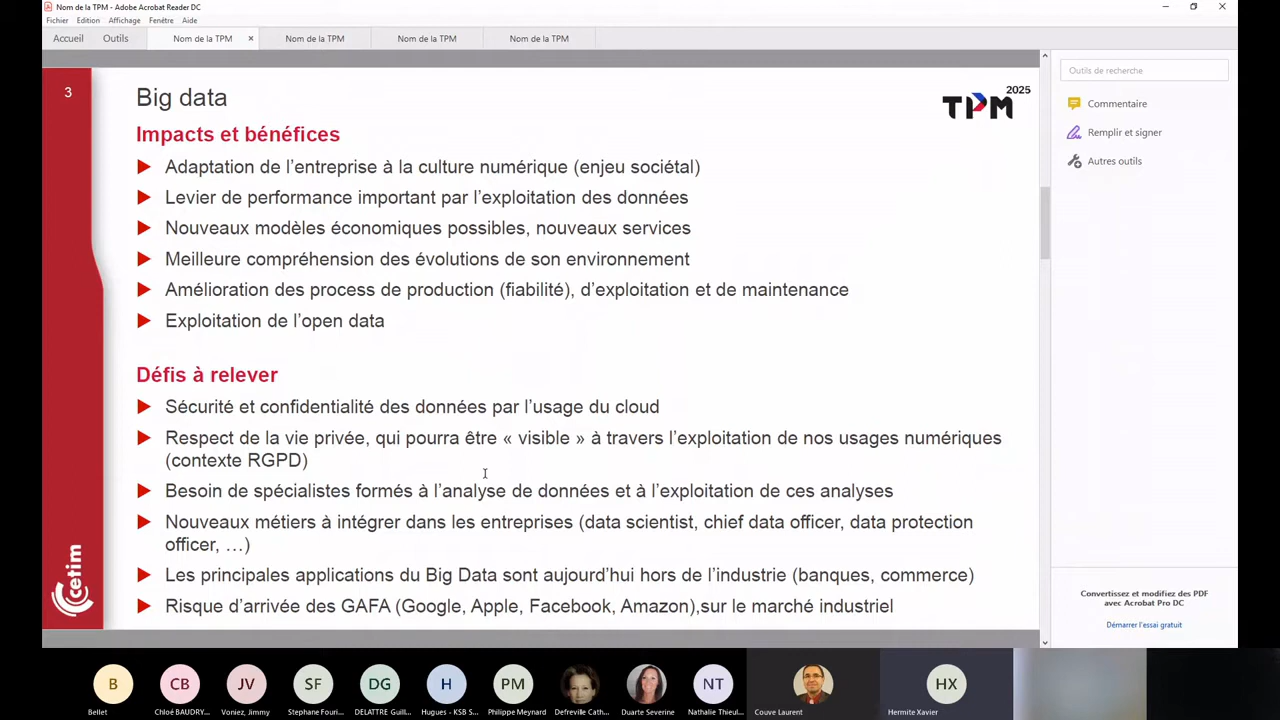 Nom de la TPM - Adobe Acrobat Reader DC
Fichier Edition Affichage Fenêtre Aide
Accueil Outils Nom de la TPM × Nom de la TPM Nom de la TPM Nom de la TPM
3
Big data
TPM 2025
Impacts et bénéfices
Adaptation de l’entreprise à la culture numérique (enjeu sociétal)
Levier de performance important par l’exploitation des données
Nouveaux modèles économiques possibles, nouveaux services
Meilleure compréhension des évolutions de son environnement
Amélioration des process de production (fiabilité), d’exploitation et de maintenance
Exploitation de l’open data
Défis à relever
Sécurité et confidentialité des données par l’usage du cloud
Respect de la vie privée, qui pourra être « visible » à travers l’exploitation de nos usages numériques
(contexte RGPD)
Besoin de spécialistes formés à l’analyse de données et à l’exploitation de ces analyses
Nouveaux métiers à intégrer dans les entreprises (data scientist, chief data officer, data protection
officer, …)
Les principales applications du Big Data sont aujourd’hui hors de l’industrie (banques, commerce)
Risque d’arrivée des GAFA (Google, Apple, Facebook, Amazon),sur le marché industriel
cetim
Outils de recherche
Commentaire
Remplir et signer
Autres outils
Convertissez et modifiez des PDF
avec Acrobat Pro DC
Démarrer l'essai gratuit
B CB JV SF DG H PM NT HX
Bellet Chloé BAUDRY... Voniez, Jimmy Stephane Fouri... DELATTRE Guill... Hugues - KSB S... Philippe Meynard Defreville Cath... Duarte Severine Nathalie Thieul... Couve Laurent Hermite Xavier